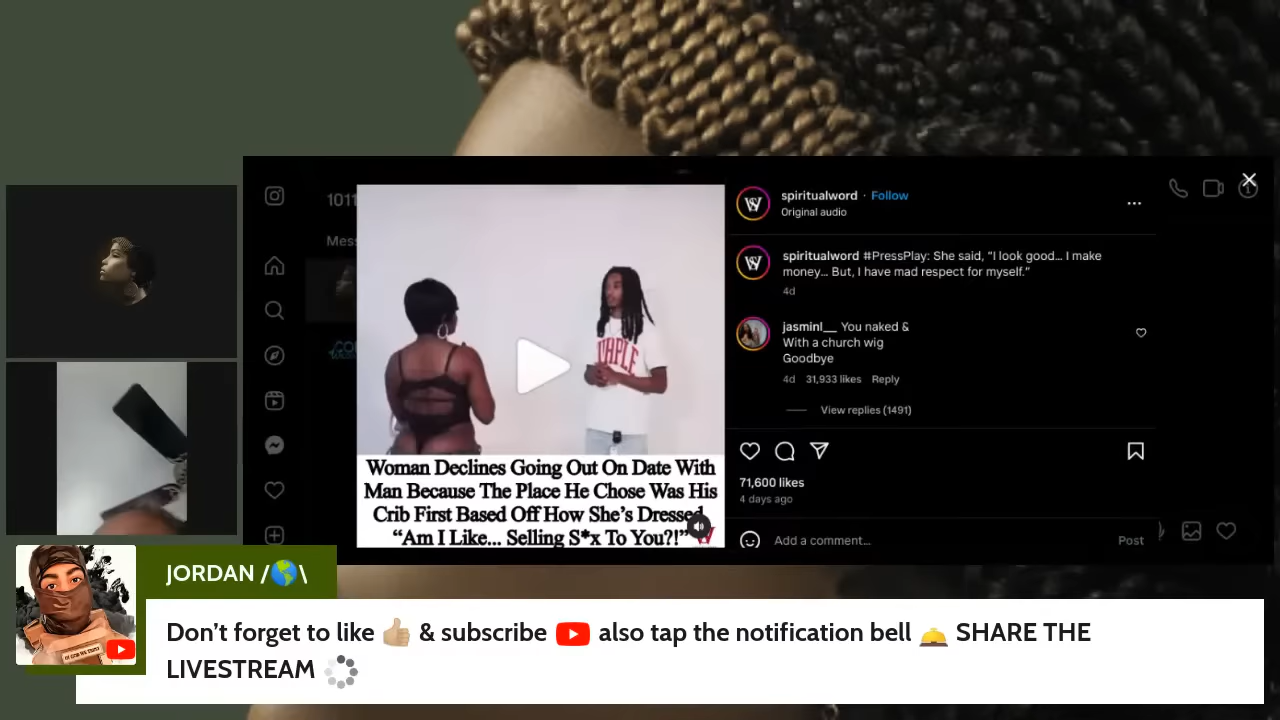 1011
Mess
spiritualword · Follow
Original audio
spiritualword #PressPlay: She said, “I look good… I make
money… But, I have mad respect for myself.”
4d
jasminl__ You naked &
With a church wig
Goodbye
4d 31,933 likes Reply
View replies (1491)
71,600 likes
4 days ago
Add a comment… Post
Woman Declines Going Out On Date With
Man Because The Place He Chose Was His
Crib First Based Off How She’s Dressed
“Am I Like… Selling S*x To You?!”
JORDAN /🌎\
Don’t forget to like 👍🏼 & subscribe also tap the notification bell 🛎️ SHARE THE
LIVESTREAM